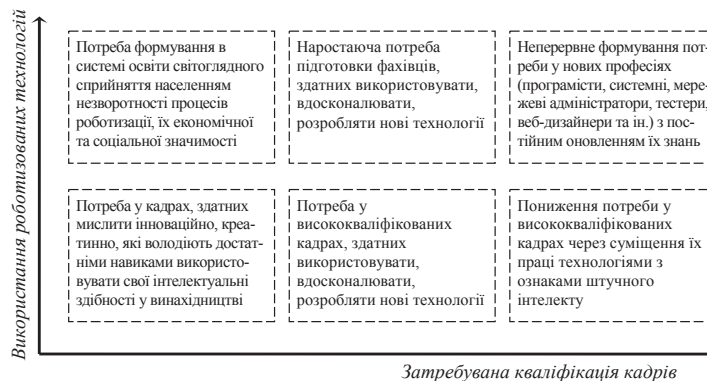 Використання роботизованих технологій
Потреба формування в
системі освіти світоглядного
сприйняття населенням
незворотності процесів
роботизації, їх економічної
та соціальної значимості
Наростаюча потреба
підготовки фахівців,
здатних використовувати,
вдосконалювати,
розробляти нові технології
Неперервне формування пот-
реби у нових професіях
(програмісти, системні, мере-
жеві адміністратори, тестери,
веб-дизайнери та ін.) з пос-
тійним оновленням їх знань
Потреба у кадрах, здатних
мислити інноваційно, креа-
тинно, які володіють достат-
німи навиками використо-
вувати свої інтелектуальні
здібності у винахідництві
Потреба у
висококваліфікованих
кадрах, здатних
використовувати,
вдосконалювати,
розробляти нові технології
Пониження потреби у
висококваліфікованих
кадрах через суміщення їх
праці технологіями з
ознаками штучного
інтелекту
Затребувана кваліфікація кадрів